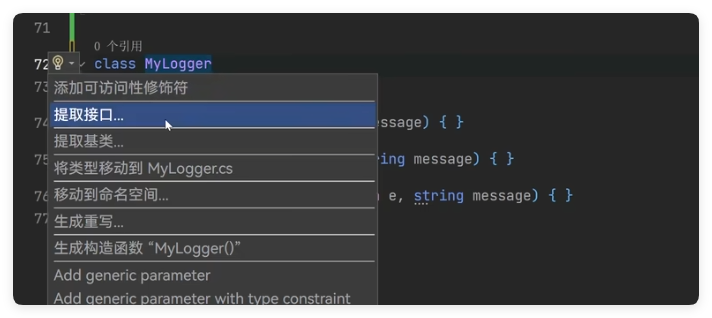 71
0 个引用
72 class MyLogger
73 添加可访问性修饰符
提取接口...
74 message) { }
提取基类...
75 string message) { }
将类型移动到 MyLogger.cs
76 移动到命名空间... e, string message) { }
77 生成重写...
生成构造函数 “MyLogger()”
Add generic parameter
Add generic parameter with type constraint